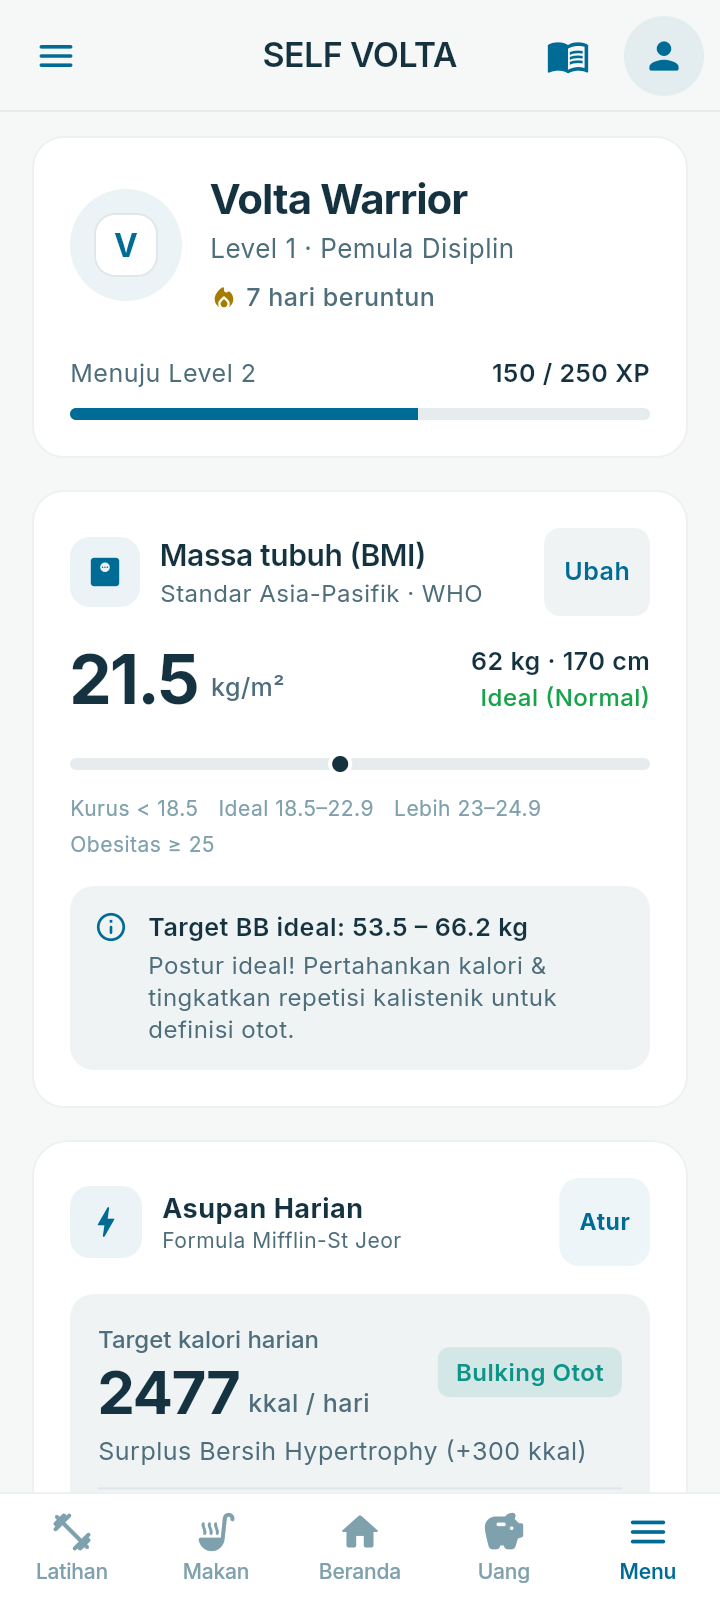 SELF VOLTA
V
Volta Warrior
Level 1 · Pemula Disiplin
7 hari beruntun
Menuju Level 2
150 / 250 XP
Massa tubuh (BMI)
Standar Asia-Pasifik · WHO
Ubah
21.5 kg/m²
62 kg · 170 cm
Ideal (Normal)
Kurus < 18.5 Ideal 18.5–22.9 Lebih 23–24.9
Obesitas ≥ 25
Target BB ideal: 53.5 – 66.2 kg
Postur ideal! Pertahankan kalori &
tingkatkan repetisi kalistenik untuk
definisi otot.
Asupan Harian
Formula Mifflin-St Jeor
Atur
Target kalori harian
2477 kkal / hari
Bulking Otot
Surplus Bersih Hypertrophy (+300 kkal)
Latihan
Makan
Beranda
Uang
Menu